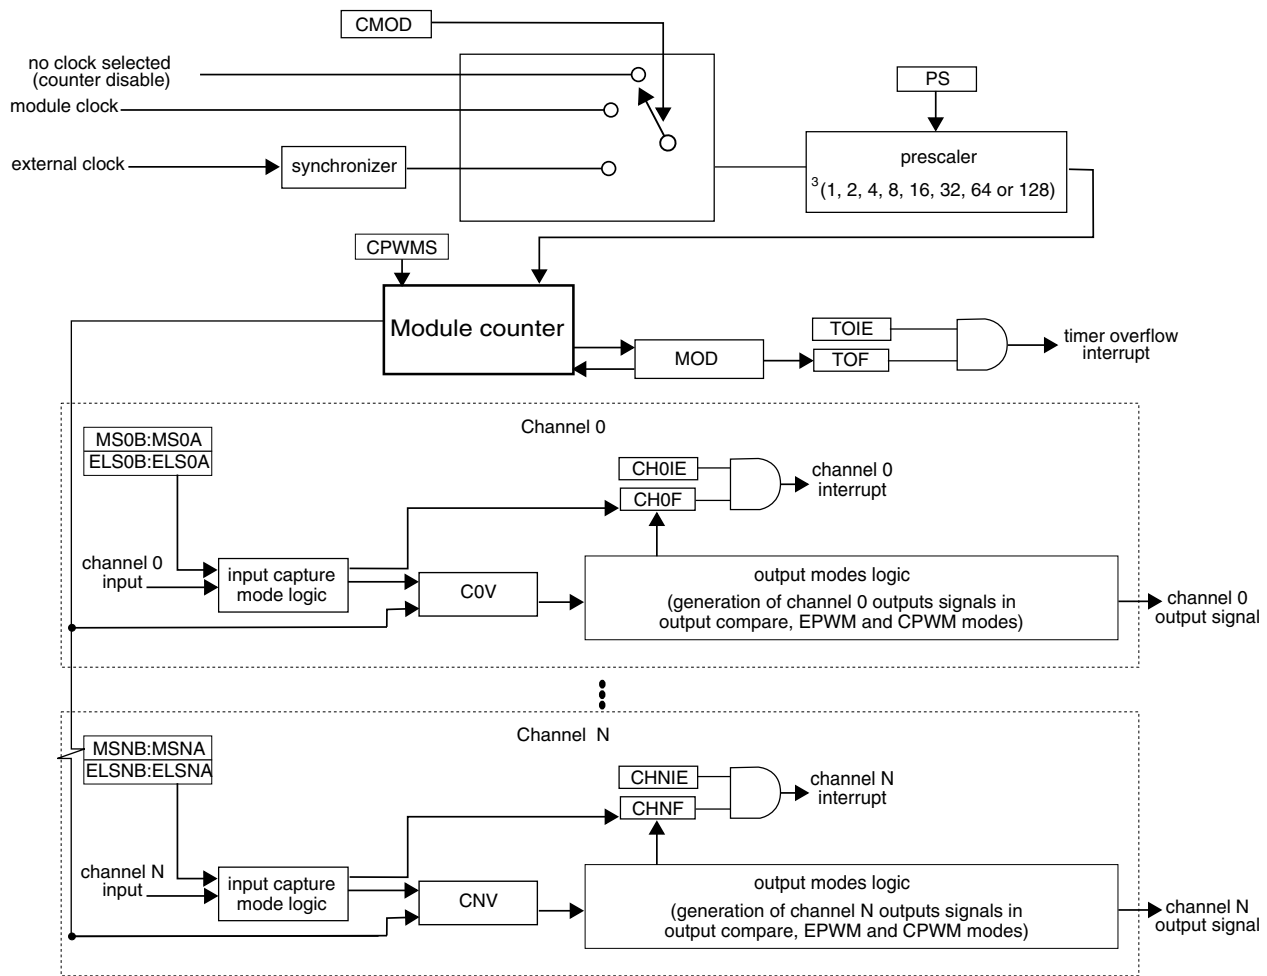 CMOD
no clock selected
(counter disable)
module clock
external clock
synchronizer
PS
prescaler
3(1, 2, 4, 8, 16, 32, 64 or 128)
CPWMS
Module counter
MOD
TOIE
TOF
timer overflow
interrupt
Channel 0
MS0B:MS0A
ELS0B:ELS0A
CH0IE
CH0F
channel 0
interrupt
channel 0
input
input capture
mode logic
C0V
output modes logic
(generation of channel 0 outputs signals in
output compare, EPWM and CPWM modes)
channel 0
output signal
Channel N
MSNB:MSNA
ELSNB:ELSNA
CHNIE
CHNF
channel N
interrupt
channel N
input
input capture
mode logic
CNV
output modes logic
(generation of channel N outputs signals in
output compare, EPWM and CPWM modes)
channel N
output signal